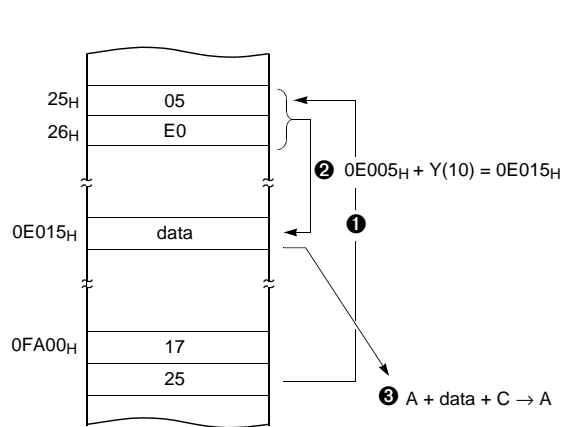 25H 05
26H E0
❷ 0E005H + Y(10) = 0E015H
0E015H data ❶
0FA00H 17
25
❸ A + data + C → A